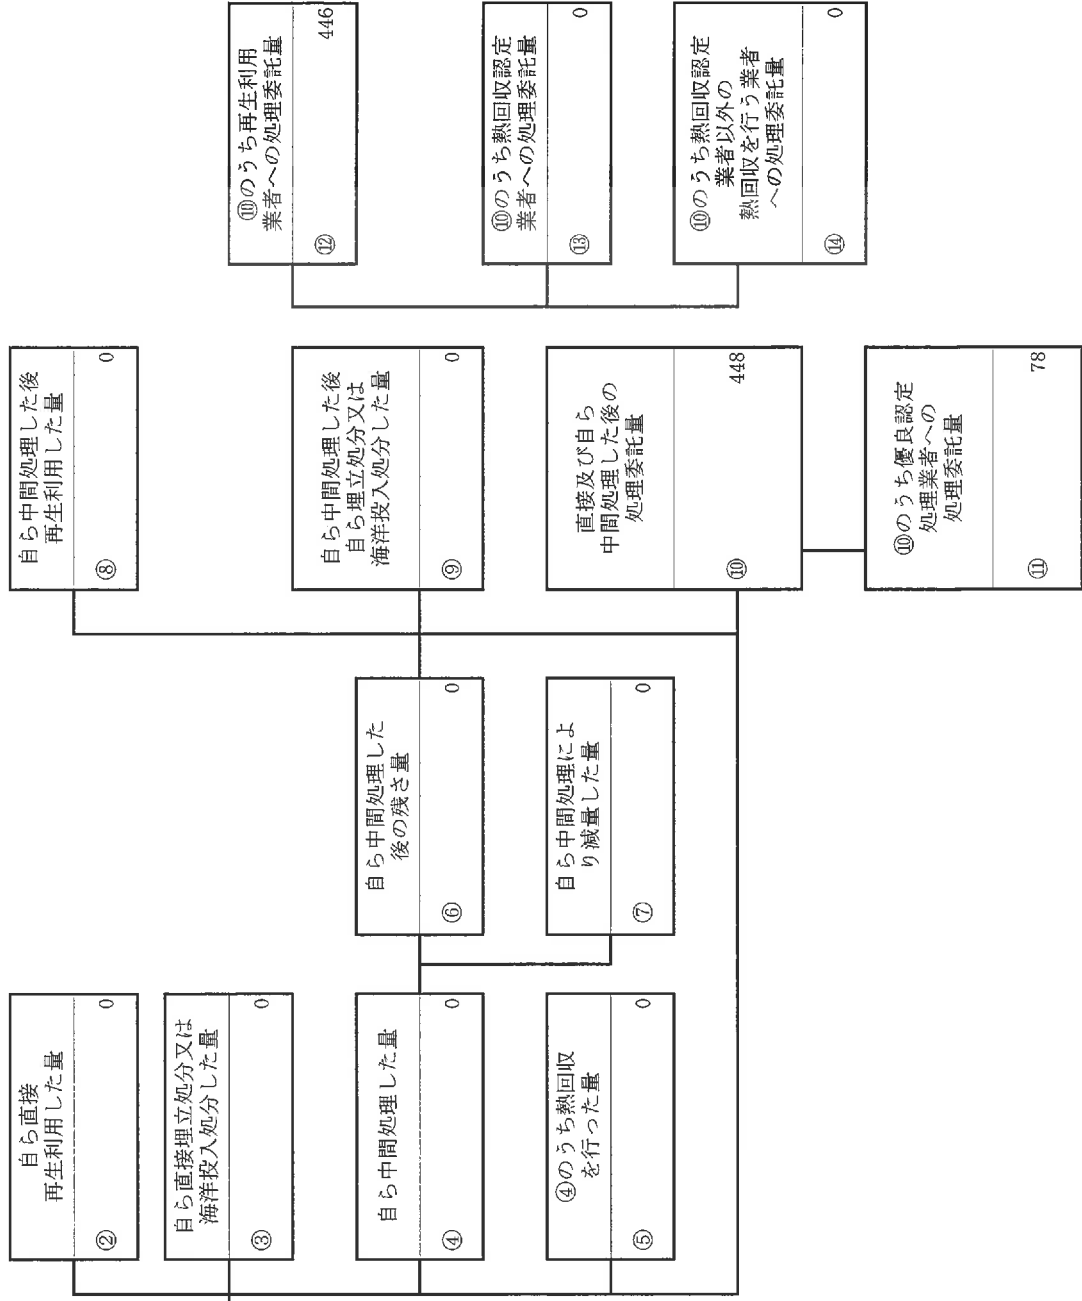 自ら直接
再生利用した量
② 0
自ら直接埋立処分又は
海洋投入処分した量
③ 0
自ら中間処理した量
④ 0
④のうち熱回収
を行った量
⑤ 0
自ら中間処理した
後の残さ量
⑥ 0
自ら中間処理によ
り減量した量
⑦ 0
自ら中間処理した後
再生利用した量
⑧ 0
自ら中間処理した後
自ら埋立処分又は
海洋投入処分した量
⑨ 0
直接及び自ら
中間処理した後の
処理委託量
⑩ 448
⑩のうち優良認定
処理業者への
処理委託量
⑪ 78
⑩のうち再生利用
業者への処理委託量
⑫ 446
⑩のうち熱回収認定
業者への処理委託量
⑬ 0
⑩のうち熱回収認定
業者以外の
熱回収を行う業者
への処理委託量
⑭ 0